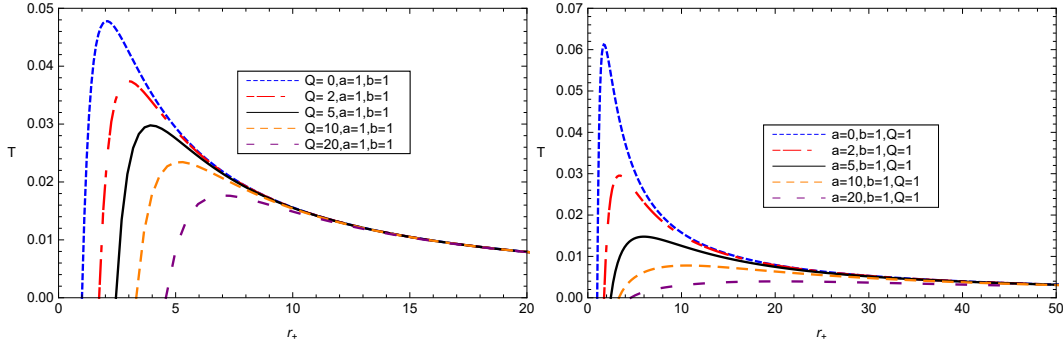 0.05
0.04
0.03
0.02
0.01
0.00
T
Q= 0,a=1,b=1
Q= 2,a=1,b=1
Q= 5,a=1,b=1
Q=10,a=1,b=1
Q=20,a=1,b=1
0 5 10 15 20
r+
0.07
0.06
0.05
0.04
0.03
0.02
0.01
0.00
T
a=0,b=1,Q=1
a=2,b=1,Q=1
a=5,b=1,Q=1
a=10,b=1,Q=1
a=20,b=1,Q=1
0 10 20 30 40 50
r+